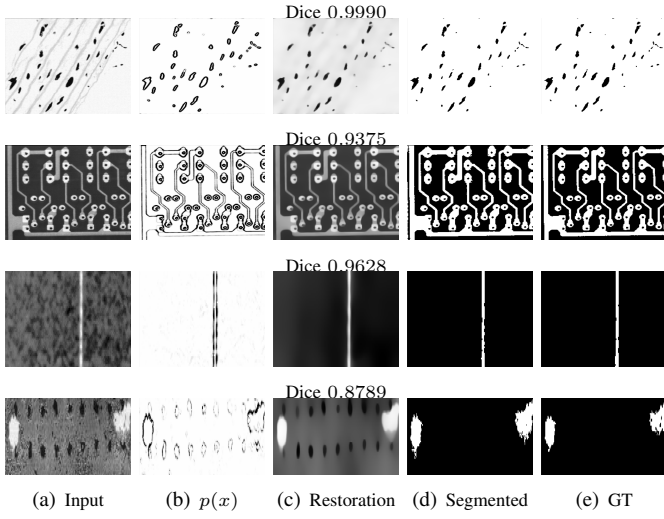 Dice 0.9990
Dice 0.9375
Dice 0.9628
Dice 0.8789
(a) Input (b) p(x) (c) Restoration (d) Segmented (e) GT